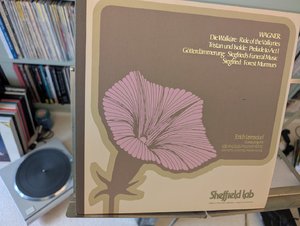 WAGNER:
Die Walküre · Ride of the Valkyries
Tristan und Isolde · Prelude to Act I
Götterdämmerung · Siegfried's Funeral Music
Siegfried · Forest Murmurs
Erich Leinsdorf
Sheffield Lab